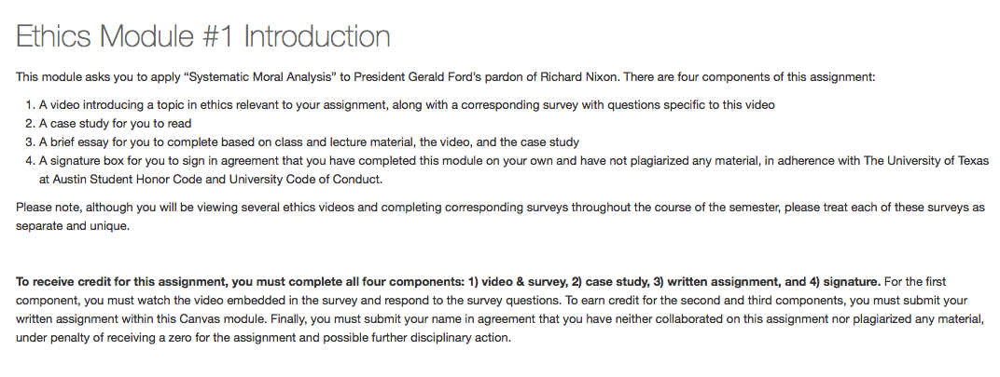 Ethics Module #1 Introduction
This module asks you to apply “Systematic Moral Analysis” to President Gerald Ford’s pardon of Richard Nixon. There are four components of this assignment:
1. A video introducing a topic in ethics relevant to your assignment, along with a corresponding survey with questions specific to this video
2. A case study for you to read
3. A brief essay for you to complete based on class and lecture material, the video, and the case study
4. A signature box for you to sign in agreement that you have completed this module on your own and have not plagiarized any material, in adherence with The University of Texas
at Austin Student Honor Code and University Code of Conduct.
Please note, although you will be viewing several ethics videos and completing corresponding surveys throughout the course of the semester, please treat each of these surveys as
separate and unique.
To receive credit for this assignment, you must complete all four components: 1) video & survey, 2) case study, 3) written assignment, and 4) signature. For the first
component, you must watch the video embedded in the survey and respond to the survey questions. To earn credit for the second and third components, you must submit your
written assignment within this Canvas module. Finally, you must submit your name in agreement that you have neither collaborated on this assignment nor plagiarized any material,
under penalty of receiving a zero for the assignment and possible further disciplinary action.